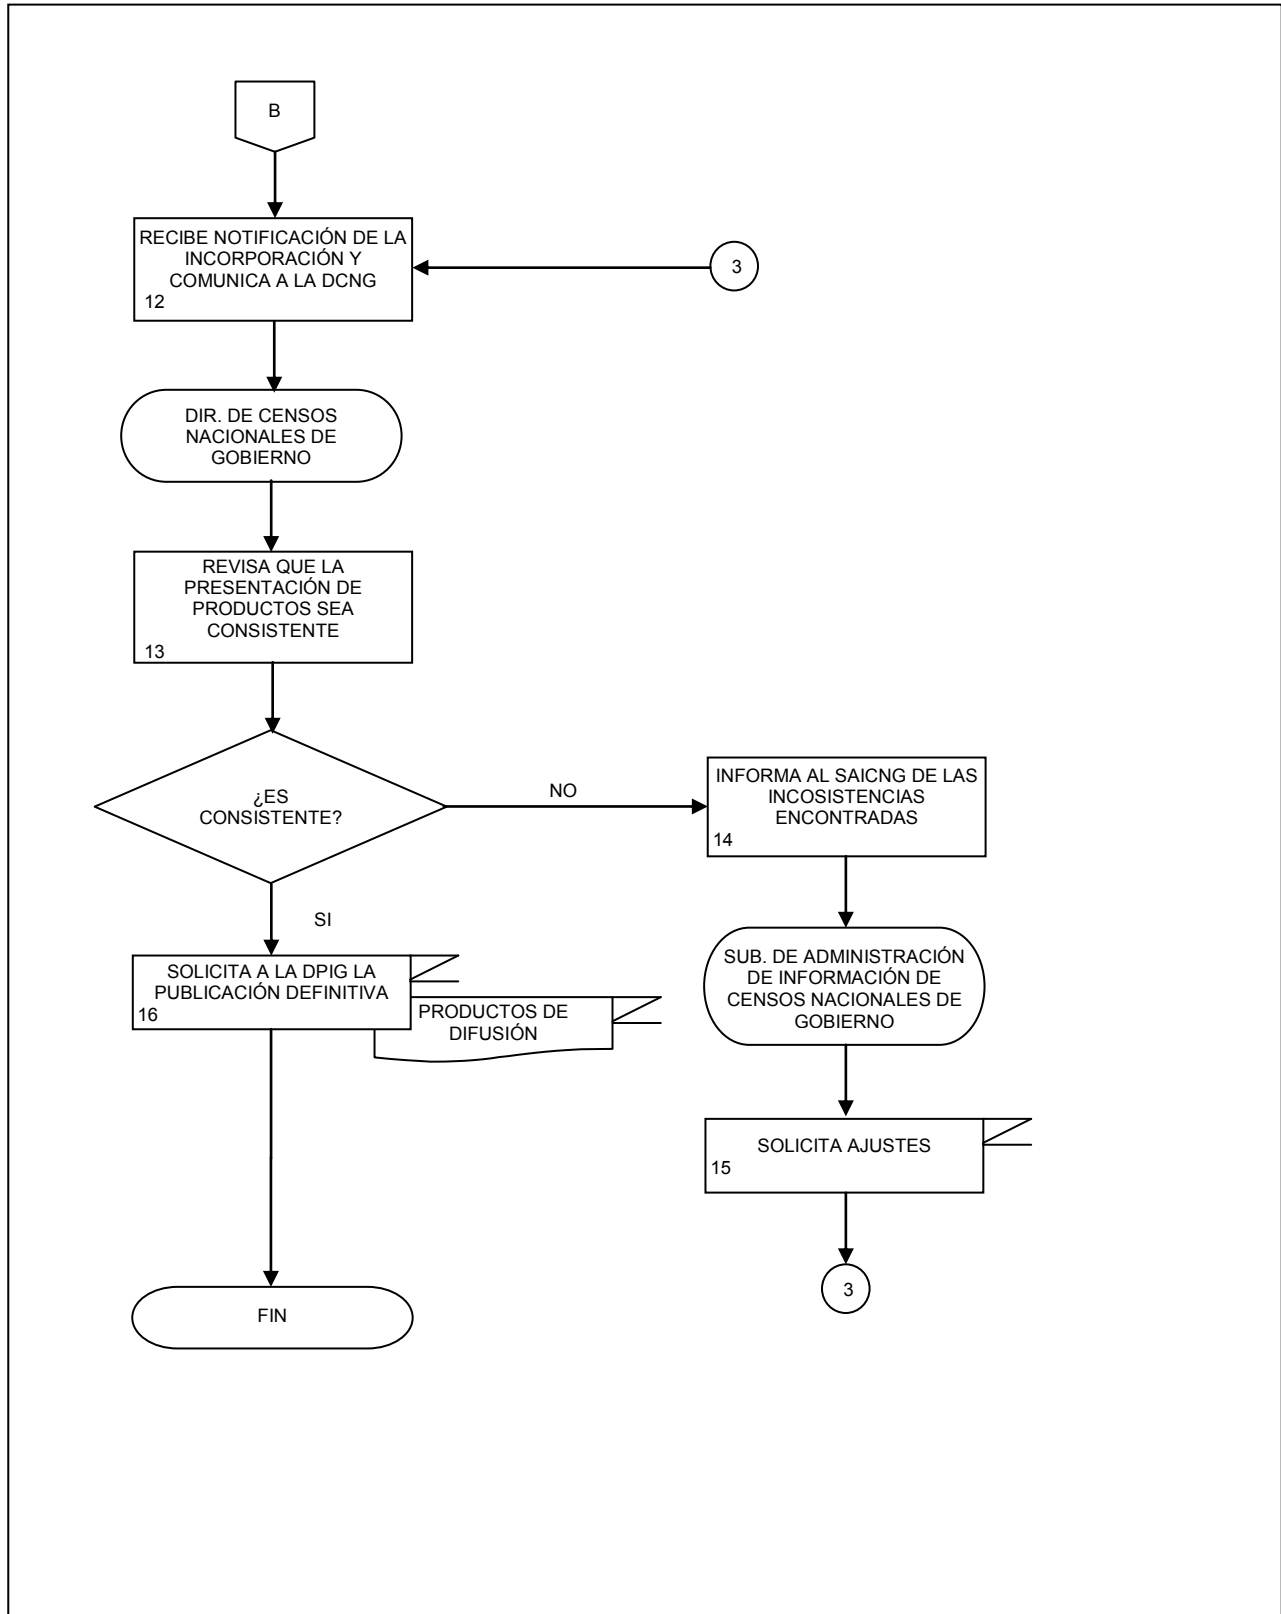 B
RECIBE NOTIFICACIÓN DE LA
INCORPORACIÓN Y
COMUNICA A LA DCNG
12
3
DIR. DE CENSOS
NACIONALES DE
GOBIERNO
REVISA QUE LA
PRESENTACIÓN DE
PRODUCTOS SEA
CONSISTENTE
13
¿ES
CONSISTENTE?
NO
INFORMA AL SAICNG DE LAS
INCOSISTENCIAS
ENCONTRADAS
14
SI
SUB. DE ADMINISTRACIÓN
DE INFORMACIÓN DE
CENSOS NACIONALES DE
GOBIERNO
SOLICITA A LA DPIG LA
PUBLICACIÓN DEFINITIVA
16
PRODUCTOS DE
DIFUSIÓN
SOLICITA AJUSTES
15
3
FIN